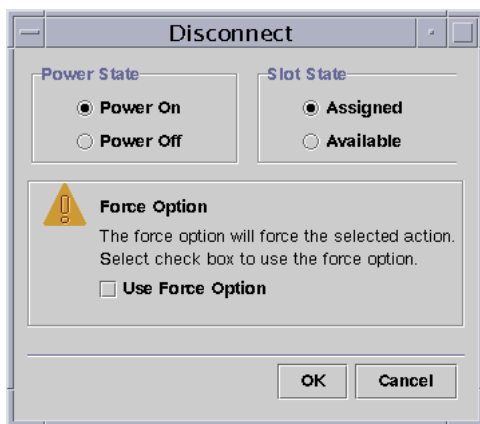 Disconnect
Power State
Power On
Power Off
Slot State
Assigned
Available
Force Option
The force option will force the selected action.
Select check box to use the force option.
Use Force Option
OK
Cancel